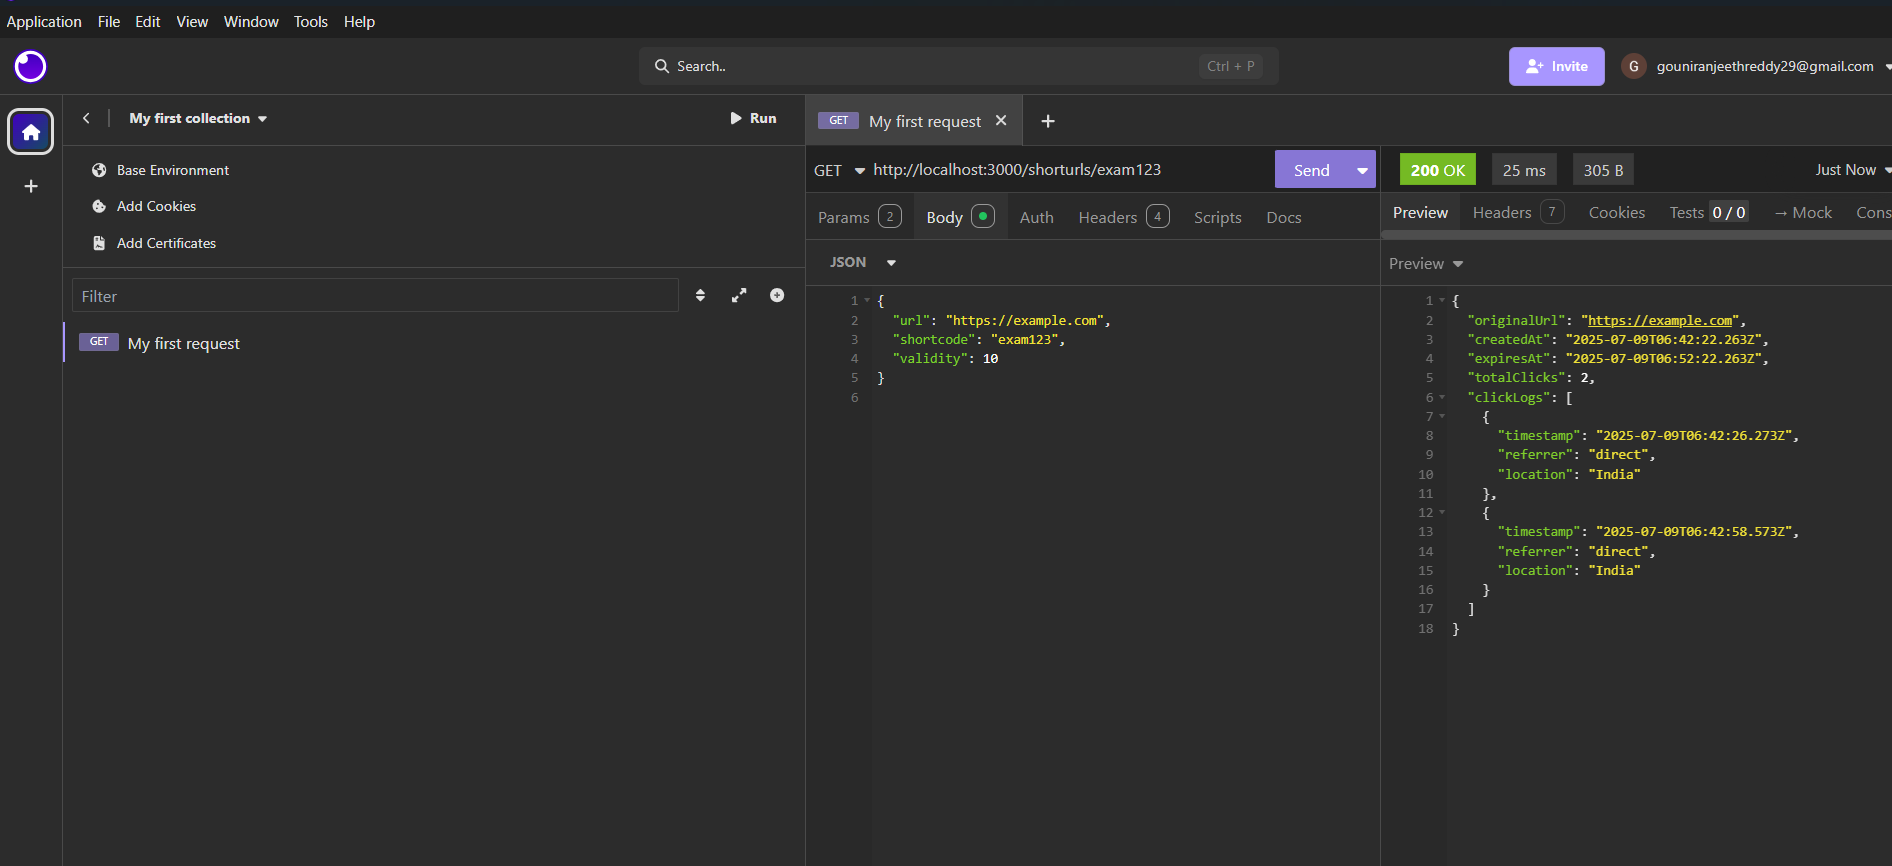 Application File Edit View Window Tools Help
Search.. Ctrl + P
Invite G gouniranjeethreddy29@gmail.com
My first collection Run
Base Environment
Add Cookies
Add Certificates
Filter
GET My first request
GET My first request
GET http://localhost:3000/shorturls/exam123 Send
Params 2 Body Auth Headers 4 Scripts Docs
JSON
1 {
2 "url": "https://example.com",
3 "shortcode": "exam123",
4 "validity": 10
5 }
6
200 OK 25 ms 305 B Just Now
Preview Headers 7 Cookies Tests 0 / 0 → Mock Cons
Preview
1 {
2 "originalUrl": "https://example.com",
3 "createdAt": "2025-07-09T06:42:22.263Z",
4 "expiresAt": "2025-07-09T06:52:22.263Z",
5 "totalClicks": 2,
6 "clickLogs": [
7 {
8 "timestamp": "2025-07-09T06:42:26.273Z",
9 "referrer": "direct",
10 "location": "India"
11 },
12 {
13 "timestamp": "2025-07-09T06:42:58.573Z",
14 "referrer": "direct",
15 "location": "India"
16 }
17 ]
18 }